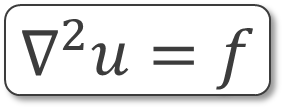 ∇²u = f